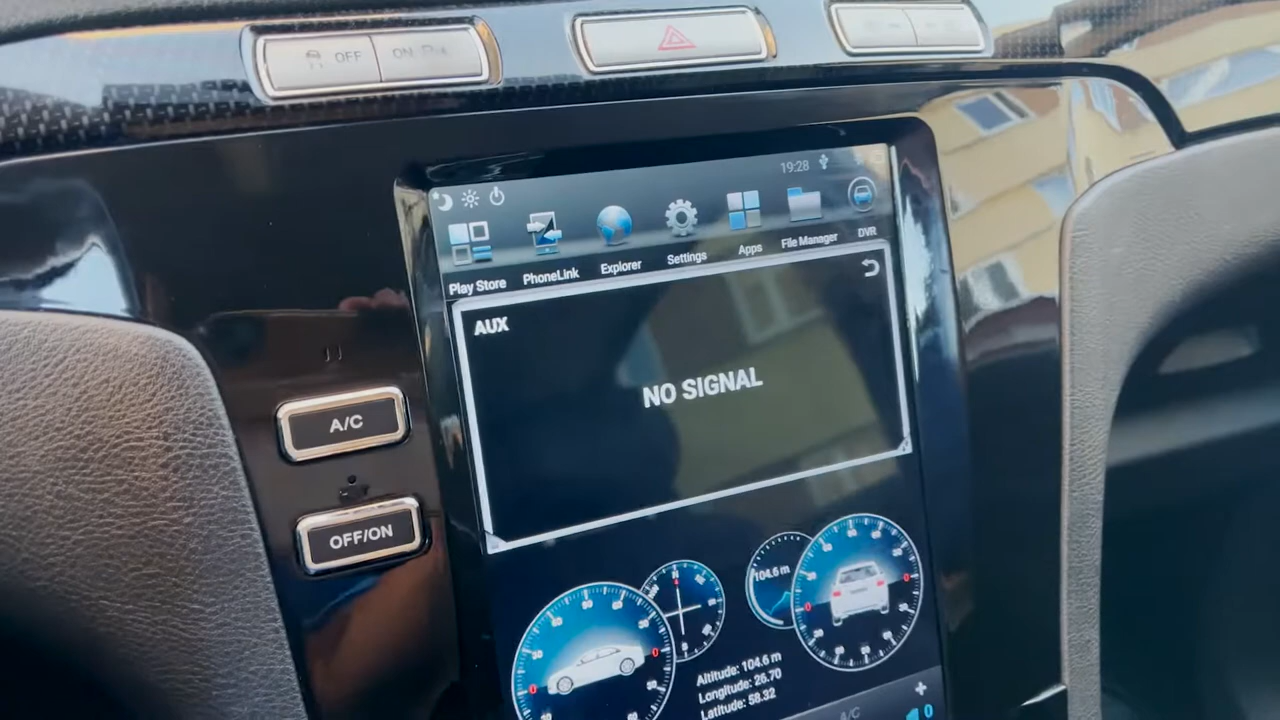 OFF
ON
19:28
Play Store
PhoneLink
Explorer
Settings
Apps
File Manager
DVR
AUX
NO SIGNAL
A/C
OFF/ON
104.6 m
Altitude: 104.6 m
Longitude: 26.70
Latitude: 58.32
A/C
+
0